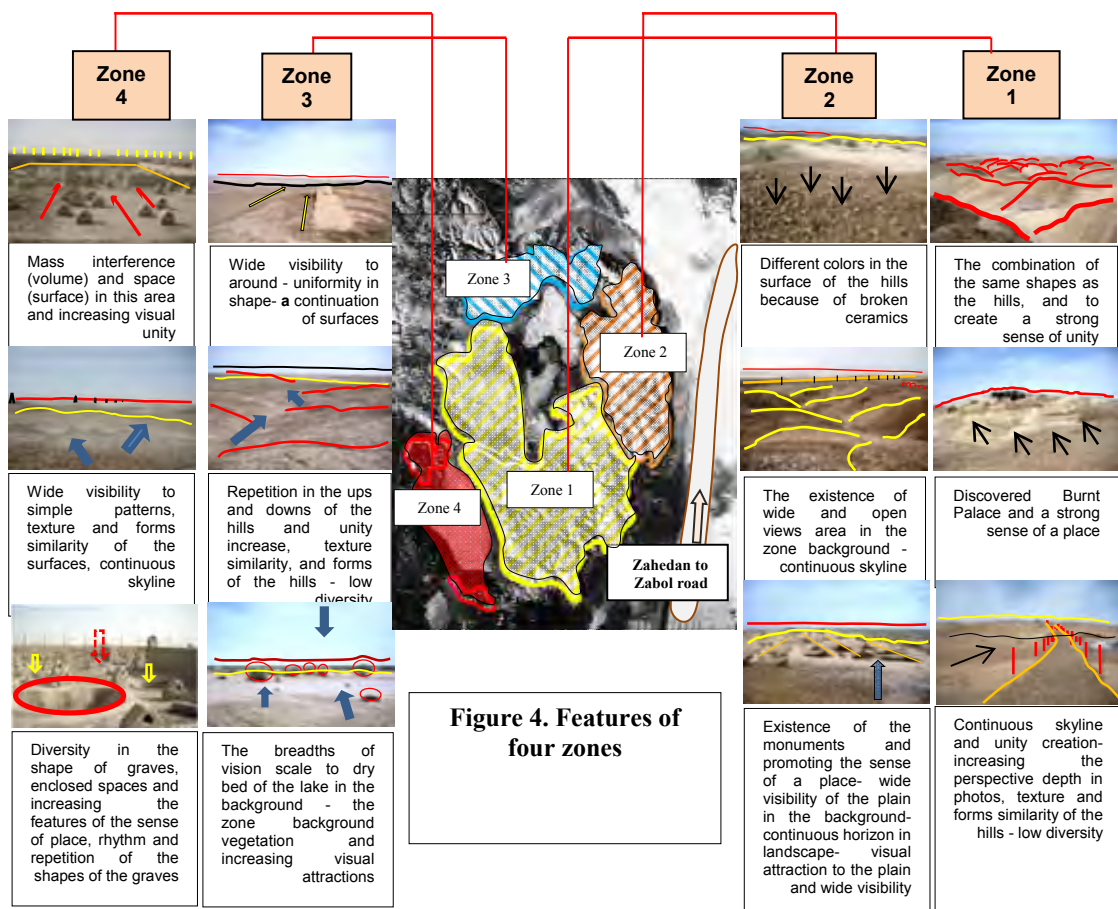 Zone
4
Zone
3
Zone
2
Zone
1
Mass interference
(volume) and space
(surface) in this area
and increasing visual
unity
Wide visibility to
around - uniformity in
shape- a continuation
of surfaces
Different colors in the
surface of the hills
because of broken
ceramics
The combination of
the same shapes as
the hills, and to
create a strong
sense of unity
Zone 3
Zone 2
Zone 1
Zone 4
Zahedan to
Zabol road
Wide visibility to
simple patterns,
texture and forms
similarity of the
surfaces, continuous
skyline
Repetition in the ups
and downs of the
hills and unity
increase, texture
similarity, and forms
of the hills - low
diversity
The existence of
wide and open
views area in the
zone background -
continuous skyline
Discovered Burnt
Palace and a strong
sense of a place
Figure 4. Features of
four zones
Diversity in the
shape of graves,
enclosed spaces and
increasing the
features of the sense
of place, rhythm and
repetition of the
shapes of the graves
The breadths of
vision scale to dry
bed of the lake in the
background - the
zone background
vegetation and
increasing visual
attractions
Existence of the
monuments and
promoting the sense
of a place- wide
visibility of the plain
in the background-
continuous horizon in
landscape- visual
attraction to the plain
and wide visibility
Continuous skyline
and unity creation-
increasing the
perspective depth in
photos, texture and
forms similarity of the
hills - low diversity